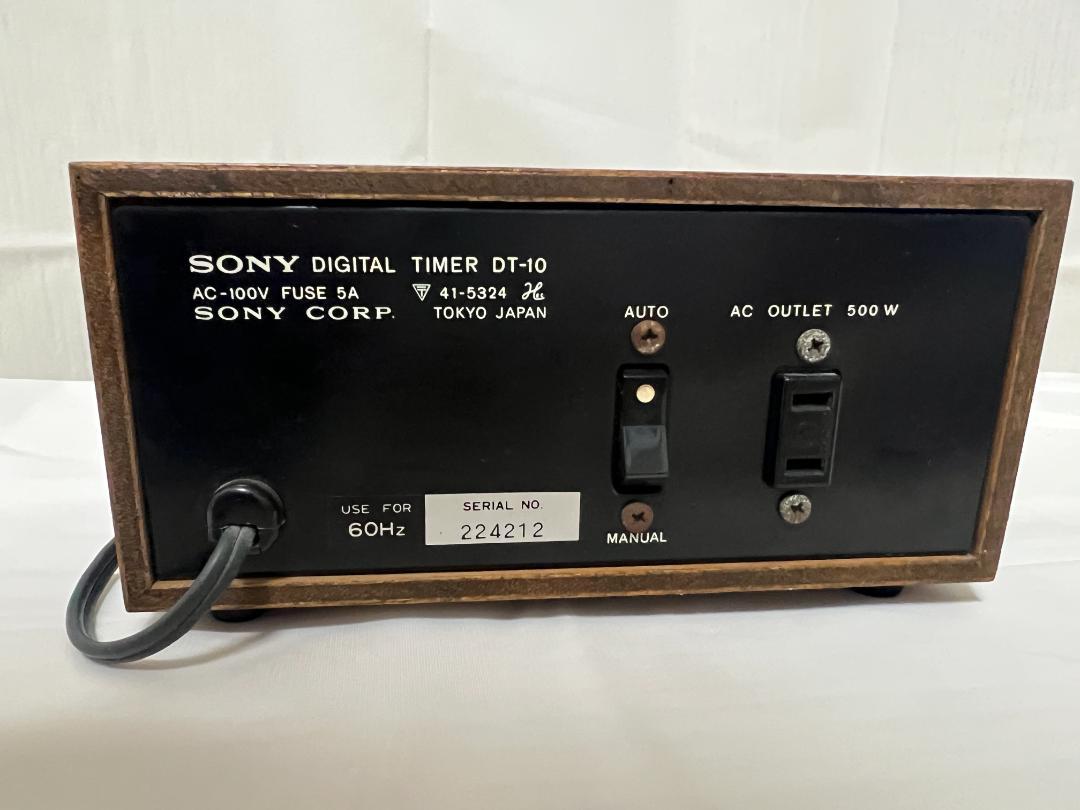 SONY DIGITAL TIMER DT-10
AC-100V FUSE 5A 41-5324
SONY CORP. TOKYO JAPAN
AUTO
MANUAL
AC OUTLET 500W
USE FOR
60Hz
SERIAL NO.
224212